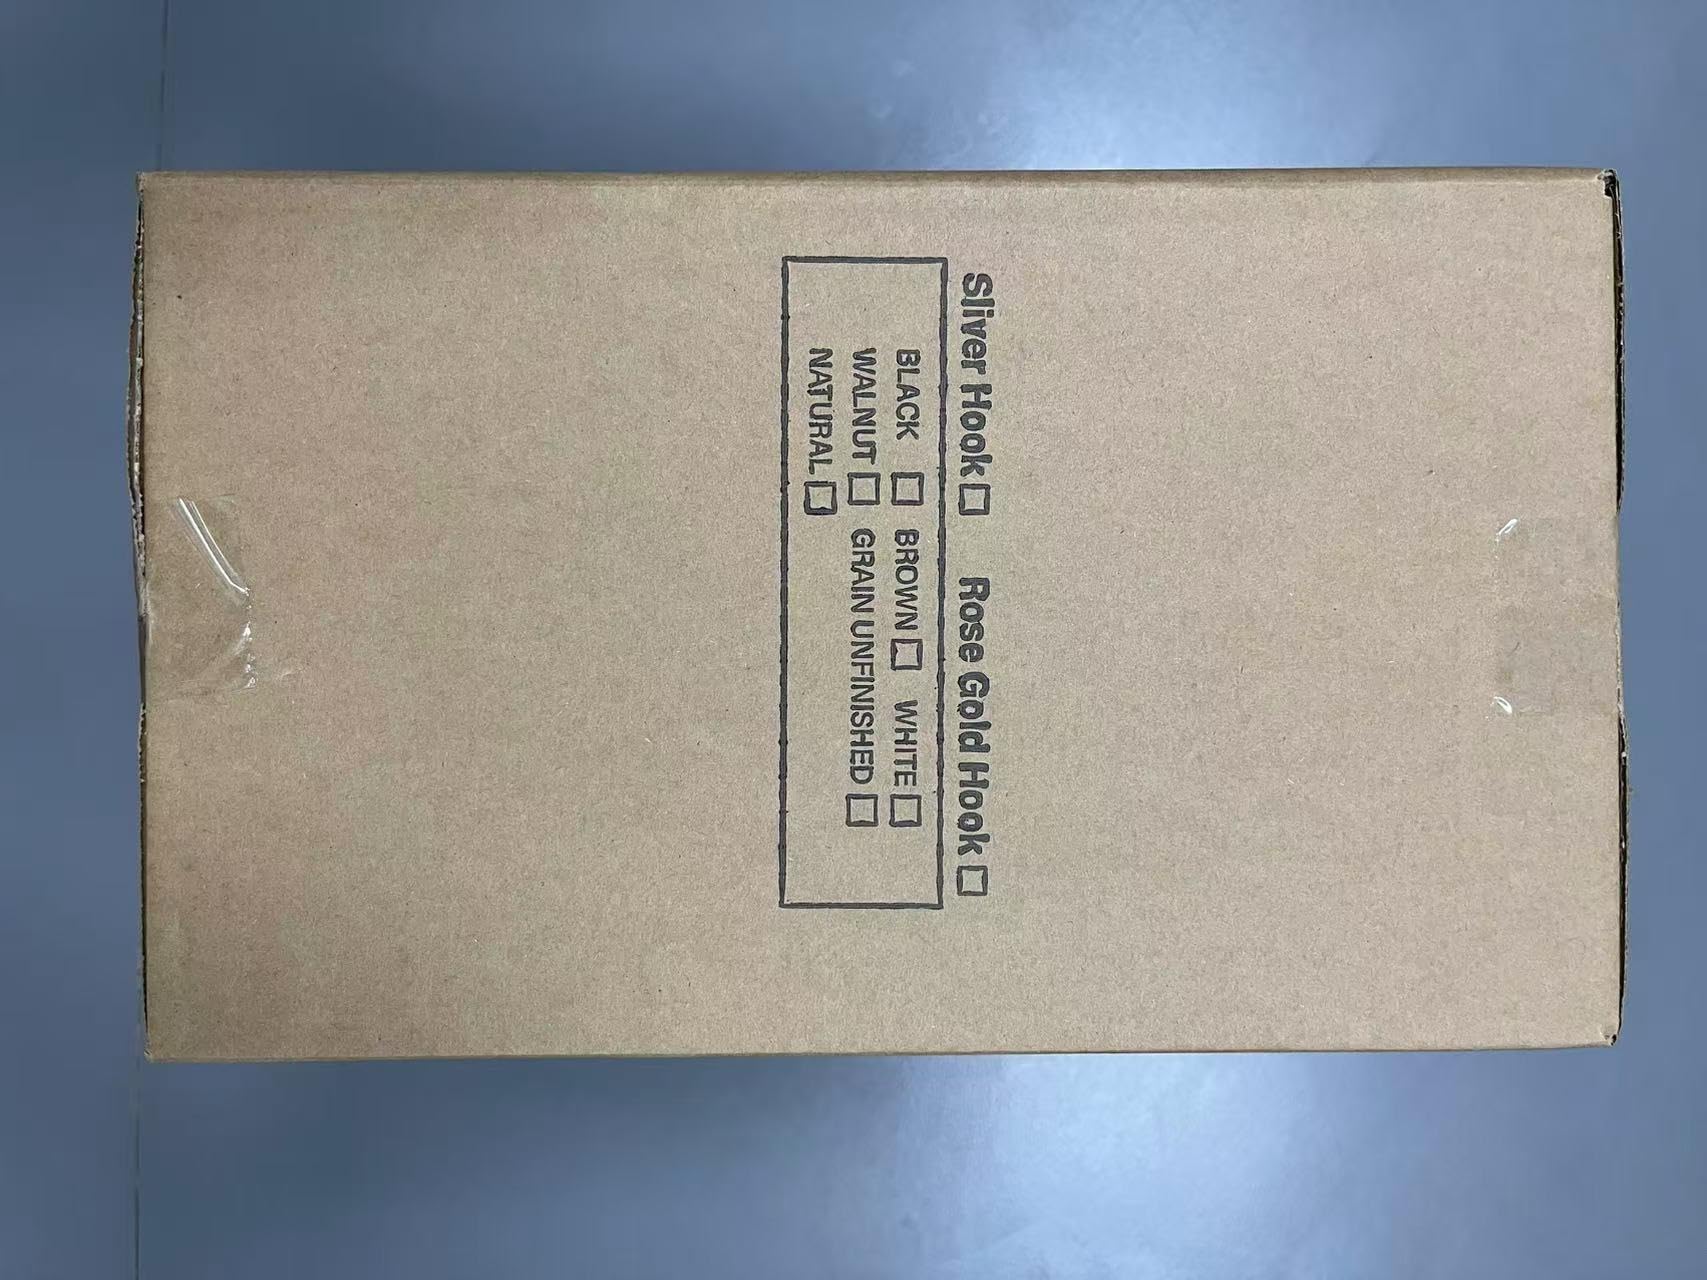 Sliver Hook☐ Rose Gold Hook☐
BLACK ☐ BROWN☐ WHITE☐
WALNUT☐ GRAIN UNFINISHED☐
NATURAL☐